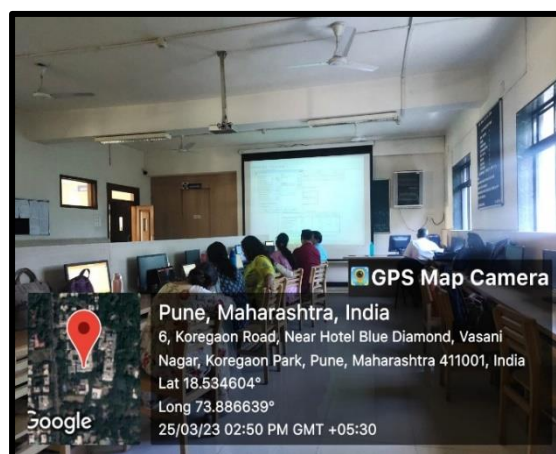 GPS Map Camera
Pune, Maharashtra, India
6, Koregaon Road, Near Hotel Blue Diamond, Vasani
Nagar, Koregaon Park, Pune, Maharashtra 411001, India
Lat 18.534604°
Long 73.886639°
25/03/23 02:50 PM GMT +05:30
Google